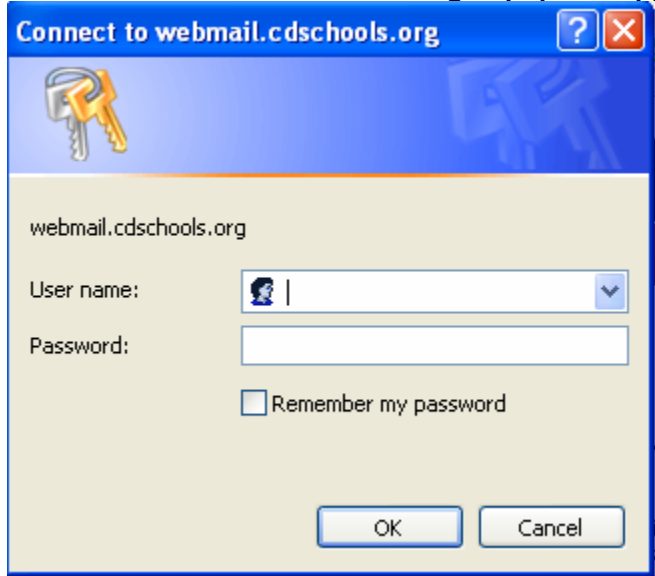 Connect to webmail.cdschools.org
webmail.cdschools.org
User name:
Password:
Remember my password
OK Cancel